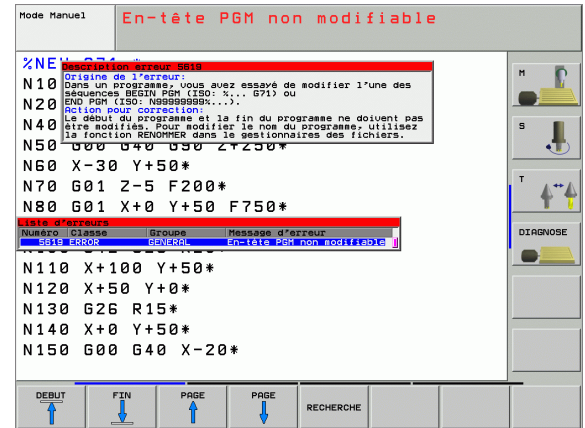 Mode Manuel
En-tête PGM non modifiable
Description erreur 5619
Origine de l'erreur:
Dans un programme, vous avez essayé de modifier l'une des
séquences BEGIN PGM (ISO: %... G71) ou
END PGM (ISO: N99999999%...).
Action pour correction:
Le début du programme et la fin du programme ne doivent pas
être modifiés. Pour modifier le nom du programme, utilisez
la fonction RENOMMER dans le gestionnaires des fichiers.
%NEU G71 *
N10
N20
N40
N50 G00 G40 G90 Z+250*
N60 X-30 Y+50*
N70 G01 Z-5 F200*
N80 G01 X+0 Y+50 F750*
Liste d'erreurs
Numéro Classe Groupe Message d'erreur
5619 ERROR GENERAL En-tête PGM non modifiable
N110 X+100 Y+50*
N120 X+50 Y+0*
N130 G26 R15*
N140 X+0 Y+50*
N150 G00 G40 X-20*
M
S
T
DIAGNOSE
DEBUT
FIN
PAGE
PAGE
RECHERCHE